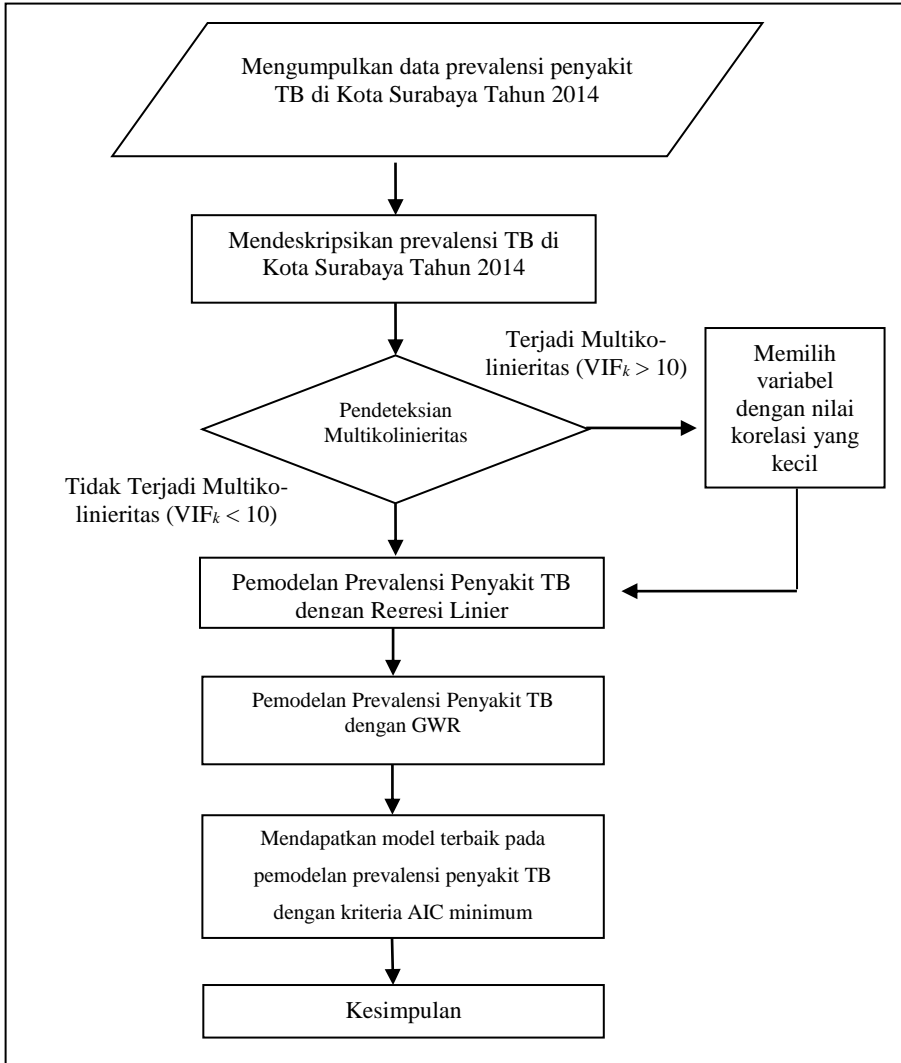 Mengumpulkan data prevalensi penyakit
TB di Kota Surabaya Tahun 2014
Mendeskripsikan prevalensi TB di
Kota Surabaya Tahun 2014
Terjadi Multiko-
linieritas (VIFk > 10)
Memilih
variabel
dengan nilai
korelasi yang
kecil
Pendeteksian
Multikolinieritas
Tidak Terjadi Multiko-
linieritas (VIFk < 10)
Pemodelan Prevalensi Penyakit TB
dengan Regresi Linier
Pemodelan Prevalensi Penyakit TB
dengan GWR
Mendapatkan model terbaik pada
pemodelan prevalensi penyakit TB
dengan kriteria AIC minimum
Kesimpulan